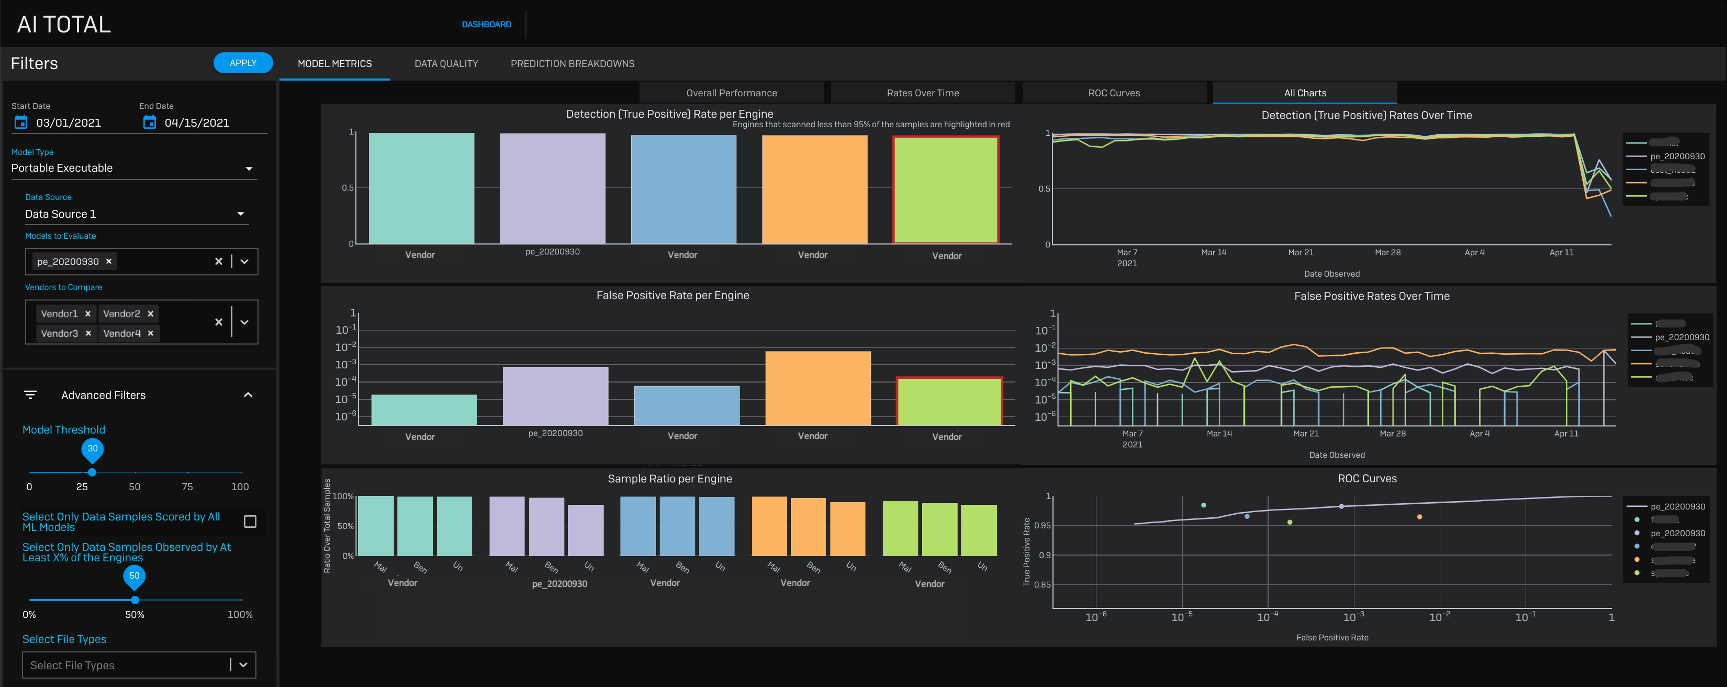 AI TOTAL
DASHBOARD
Filters
APPLY
MODEL METRICS
DATA QUALITY
PREDICTION BREAKDOWNS
Start Date
End Date
03/01/2021
04/15/2021
Model Type
Portable Executable
Data Source
Data Source 1
Models to Evaluate
pe_20200930
Vendors to Compare
Vendor1
Vendor2
Vendor3
Vendor4
Advanced Filters
Model Threshold
30
0 25 50 75 100
Select Only Data Samples Scored by All
ML Models
Select Only Data Samples Observed by At
Least X% of the Engines
50
0% 50% 100%
Select File Types
Select File Types
Overall Performance
Rates Over Time
ROC Curves
All Charts
Detection (True Positive) Rate per Engine
Engines that scanned less than 95% of the samples are highlighted in red
1
0.5
0
Vendor pe_20200930 Vendor Vendor Vendor
Detection (True Positive) Rates Over Time
1
0.5
0
Mar 7 Mar 14 Mar 21 Mar 28 Apr 4 Apr 11
2021
Date Observed
pe_20200930
False Positive Rate per Engine
1
10−1
10−2
10−3
10−4
10−5
10−6
Vendor pe_20200930 Vendor Vendor Vendor
False Positive Rates Over Time
1
10−1
10−2
10−3
10−4
10−5
10−6
Mar 7 Mar 14 Mar 21 Mar 28 Apr 4 Apr 11
2021
Date Observed
pe_20200930
Sample Ratio per Engine
Ratio Over Total Samples
100%
50%
0%
Mal Ben Un Mal Ben Un Mal Ben Un Mal Ben Un Mal Ben Un
Vendor pe_20200930 Vendor Vendor Vendor
ROC Curves
True Positive Rate
1
0.95
0.9
0.85
10−6 10−5 10−4 10−3 10−2 10−1 1
False Positive Rate
pe_20200930
pe_20200930